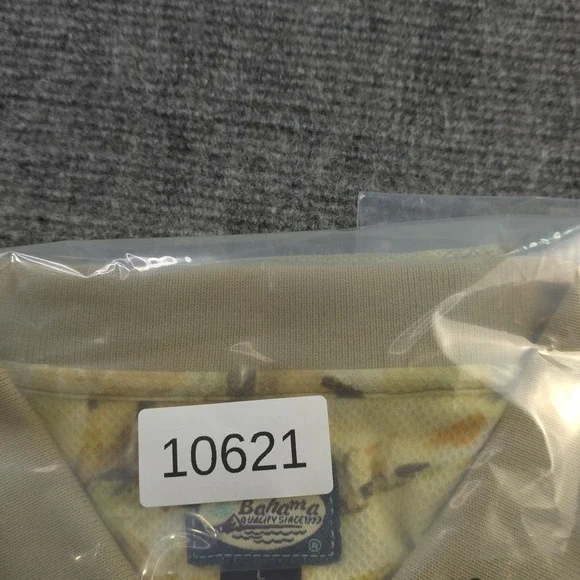 10621
Bahama
QUALITY SINCE 1993
®
L